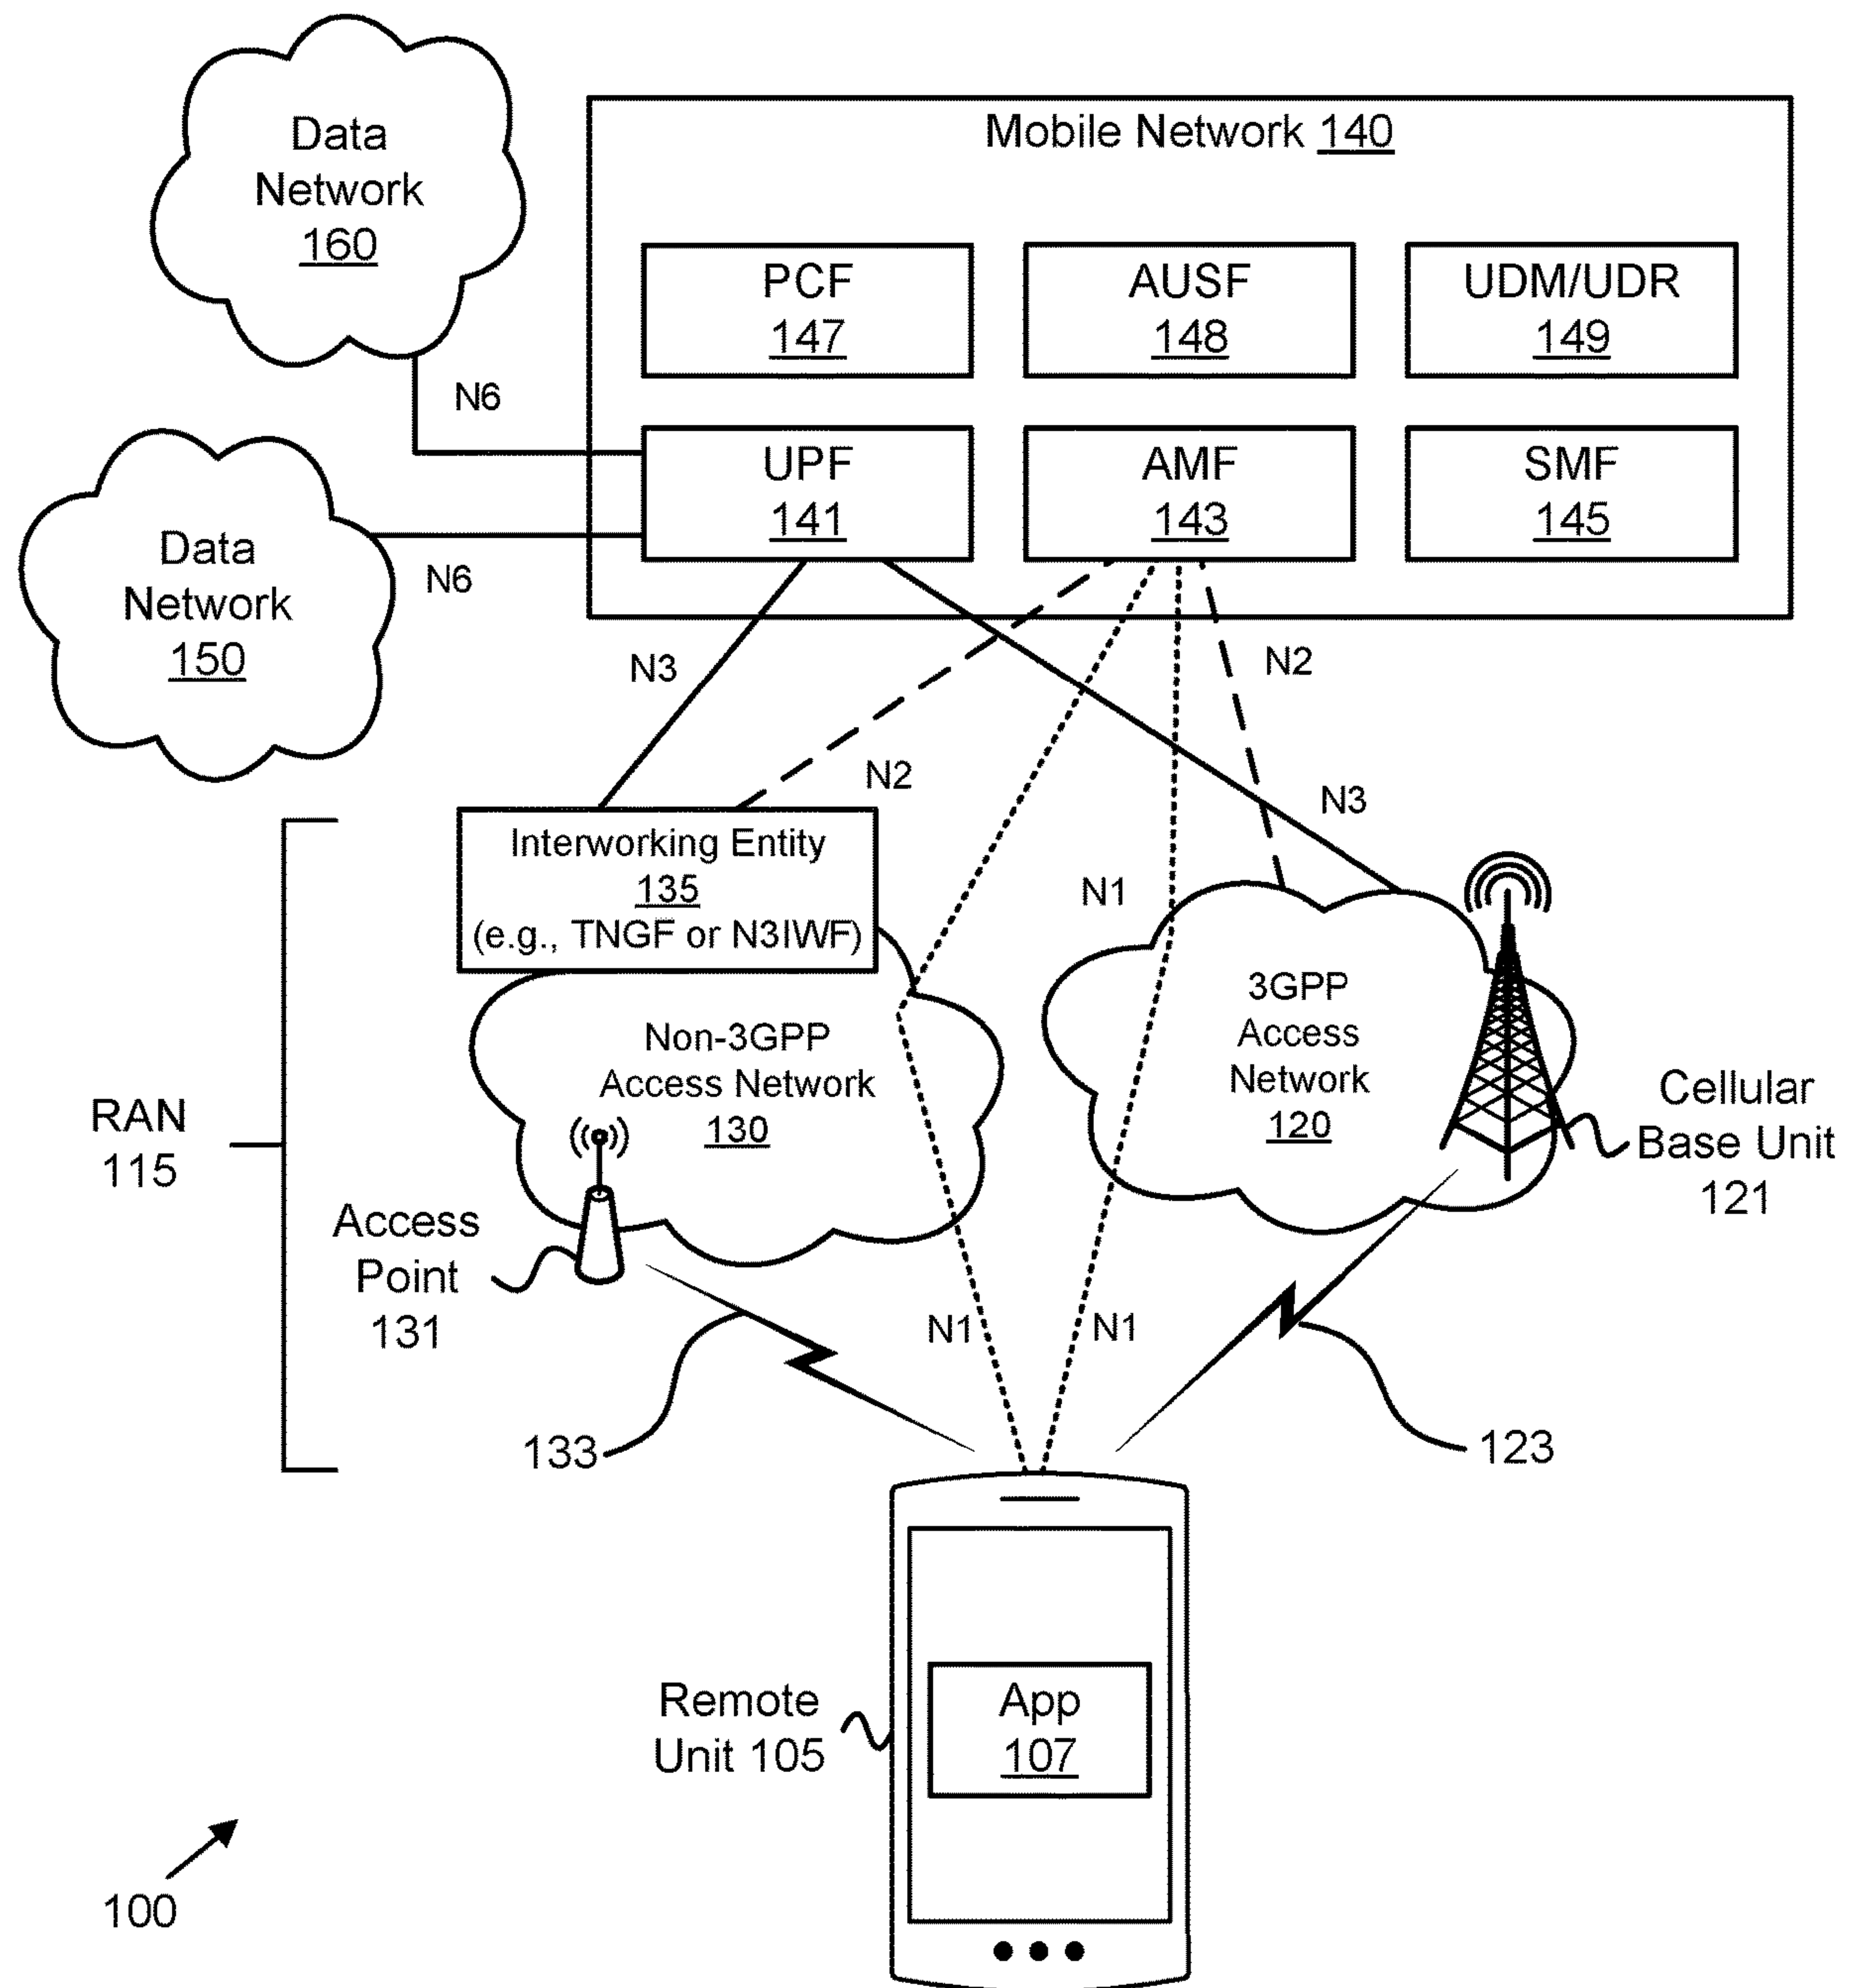 Data
Network
160
Mobile Network 140
PCF
147
AUSF
148
UDM/UDR
149
N6
UPF
141
AMF
143
SMF
145
Data
Network
150
N6
N3
N2
N2
N3
Interworking Entity
135
(e.g., TNGF or N3IWF)
N1
3GPP
Access
Network
120
Non-3GPP
Access Network
130
RAN
115
Cellular
Base Unit
121
Access
Point
131
N1
N1
133
123
Remote
Unit 105
App
107
100